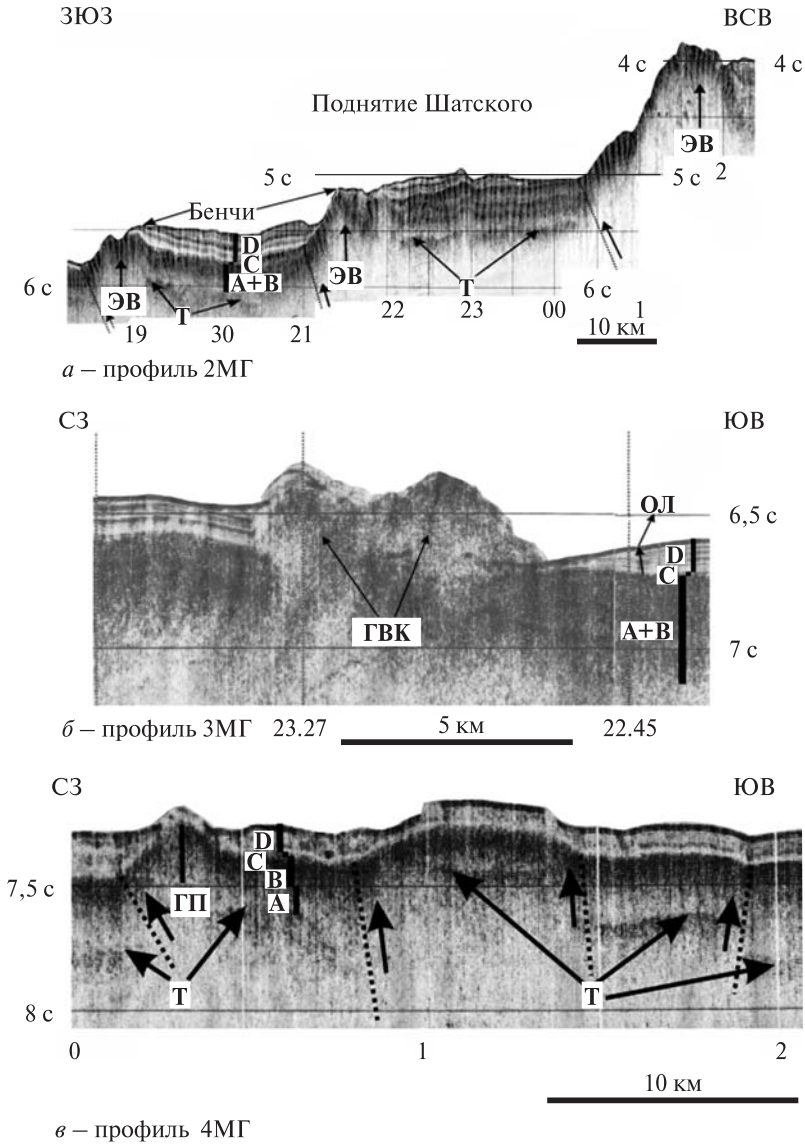 ЗЮЗ ВСВ
4 с 4 с
Поднятие Шатского
ЭВ
5 с 5 с 2
Бенчи
D
C
A+B
ЭВ
6 с ЭВ Т Т 6 с
19 30 21 22 23 00 1
10 км
а – профиль 2МГ
СЗ ЮВ
ОЛ
6,5 с
D
C
ГВК A+B
7 с
б – профиль 3МГ 23.27 5 км 22.45
СЗ ЮВ
D
C
B
7,5 с ГП A
Т Т
8 с
0 1 2
10 км
в – профиль 4МГ